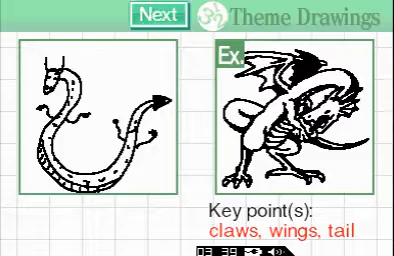 Next
ॐ Theme Drawings
Ex.
Key point(s):
claws, wings, tail